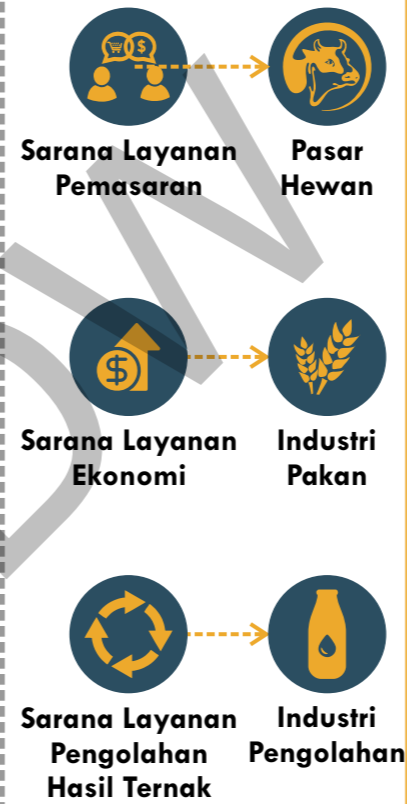 Sarana Layanan
Pemasaran
Pasar
Hewan
$
Sarana Layanan
Ekonomi
Industri
Pakan
Sarana Layanan
Pengolahan
Hasil Ternak
Industri
Pengolahan